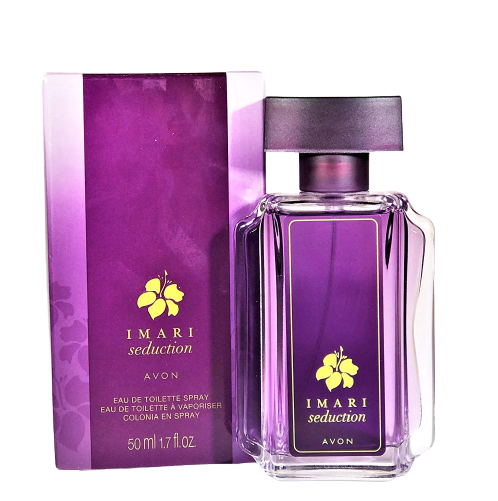 IMARI
seduction
AVON
EAU DE TOILETTE SPRAY
EAU DE TOILETTE À VAPORISER
COLONIA EN SPRAY
50 ml 1.7 fl.oz.
IMARI
seduction
AVON